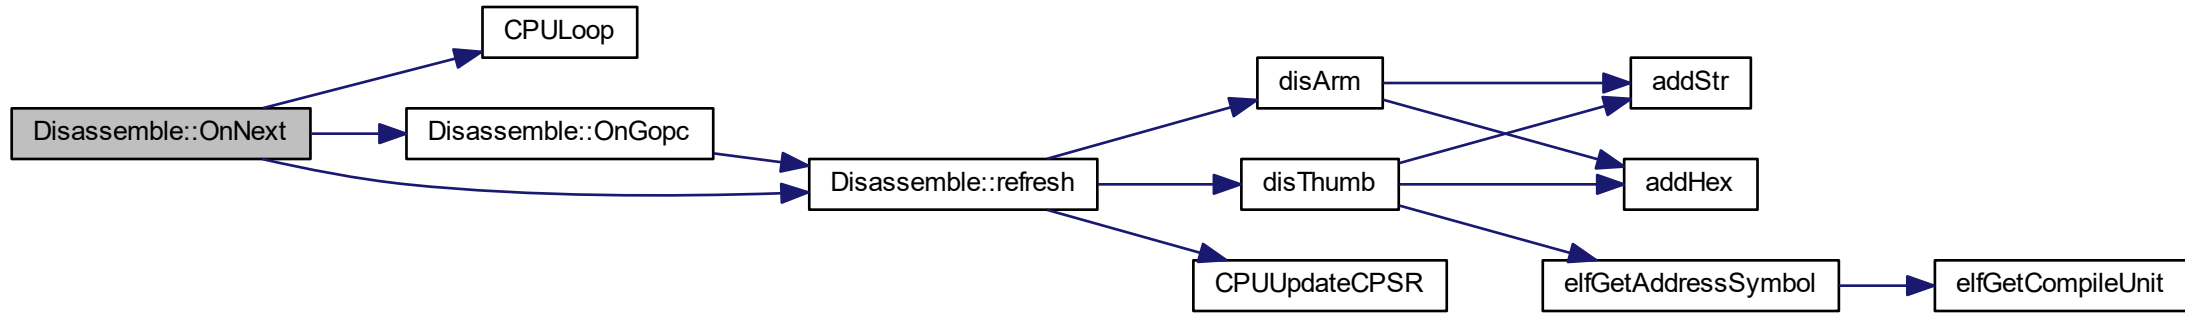 Disassemble::OnNext
CPULoop
Disassemble::OnGopc
Disassemble::refresh
disArm
disThumb
CPUUpdateCPSR
addStr
addHex
elfGetAddressSymbol
elfGetCompileUnit